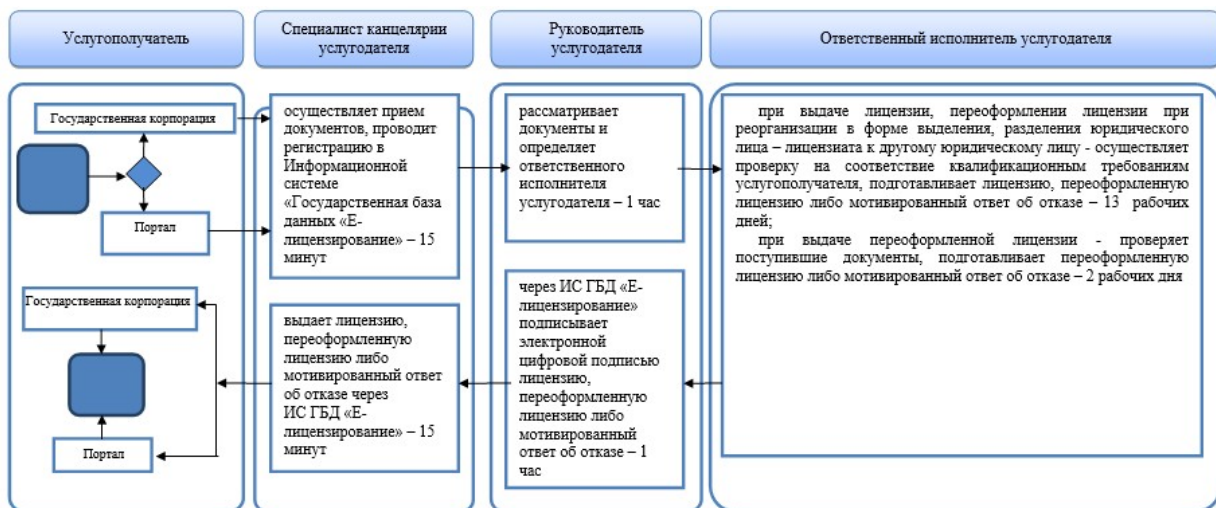 Услугополучатель
Специалист канцелярии
услугодателя
Руководитель
услугодателя
Ответственный исполнитель услугодателя
Государственная корпорация
Портал
осуществляет прием
документов, проводит
регистрацию в
Информационной
системе
«Государственная база
данных «Е-
лицензирование» – 15
минут
рассматривает
документы и
определяет
ответственного
исполнителя
услугодателя – 1 час
при выдаче лицензии, переоформлении лицензии при
реорганизации в форме выделения, разделения юридического
лица – лицензиата к другому юридическому лицу - осуществляет
проверку на соответствие квалификационным требованиям
услугополучателя, подготавливает лицензию, переоформленную
лицензию либо мотивированный ответ об отказе – 13 рабочих
дней;
при выдаче переоформленной лицензии - проверяет
поступившие документы, подготавливает переоформленную
лицензию либо мотивированный ответ об отказе – 2 рабочих дня
через ИС ГБД «Е-
лицензирование»
подписывает
электронной
цифровой подписью
лицензию,
переоформленную
лицензию либо
мотивированный
ответ об отказе – 1
час
выдает лицензию,
переоформленную
лицензию либо
мотивированный ответ
об отказе через
ИС ГБД «Е-
лицензирование» – 15
минут
Государственная корпорация
Портал